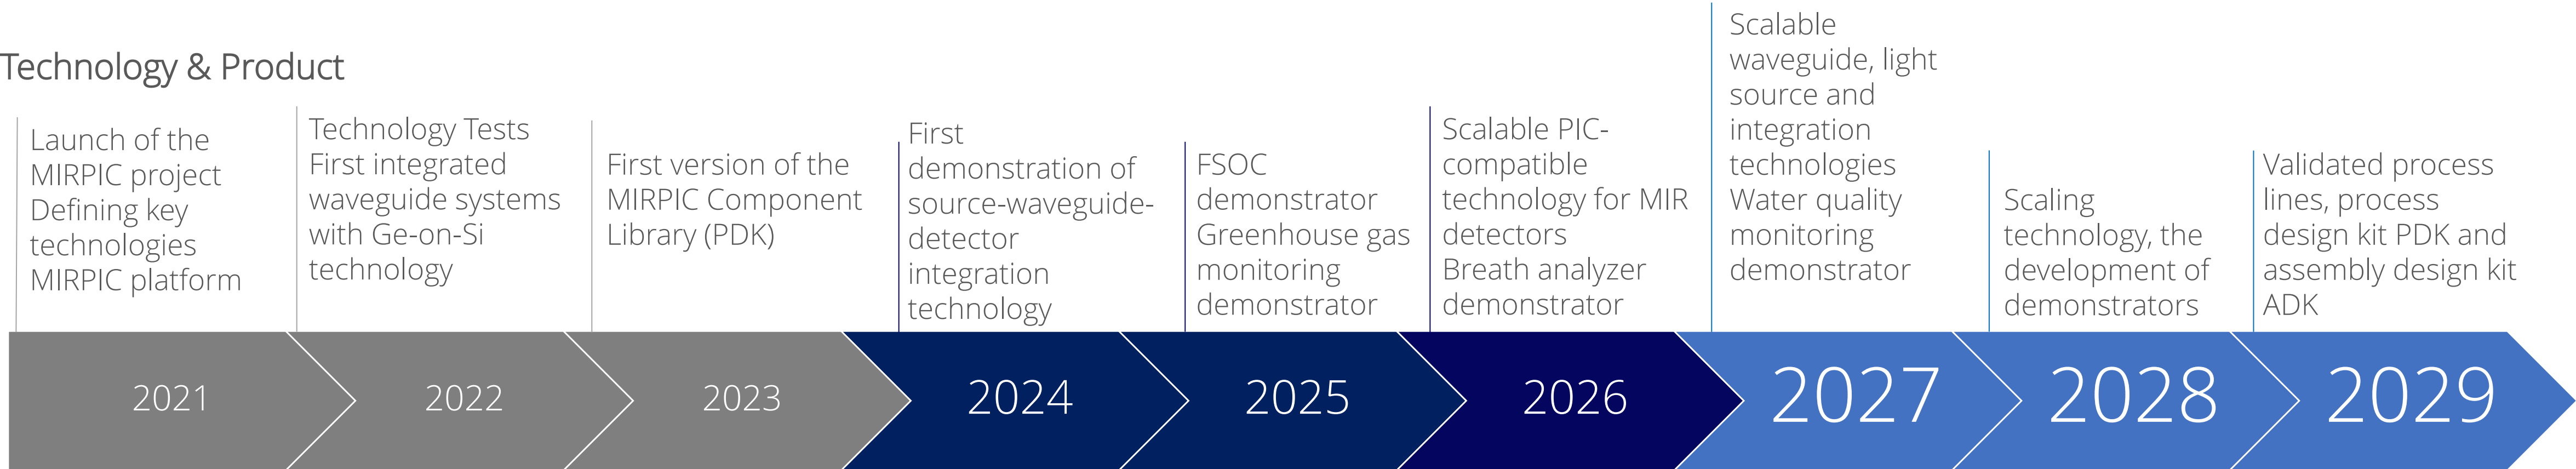 Technology & Product
Launch of the
MIRPIC project
Defining key
technologies
MIRPIC platform
Technology Tests
First integrated
waveguide systems
with Ge-on-Si
technology
First version of the
MIRPIC Component
Library (PDK)
First
demonstration of
source-waveguide-
detector
integration
technology
FSOC
demonstrator
Greenhouse gas
monitoring
demonstrator
Scalable PIC-
compatible
technology for MIR
detectors
Breath analyzer
demonstrator
Scalable
waveguide, light
source and
integration
technologies
Water quality
monitoring
demonstrator
Scaling
technology, the
development of
demonstrators
Validated process
lines, process
design kit PDK and
assembly design kit
ADK
2021
2022
2023
2024
2025
2026
2027
2028
2029